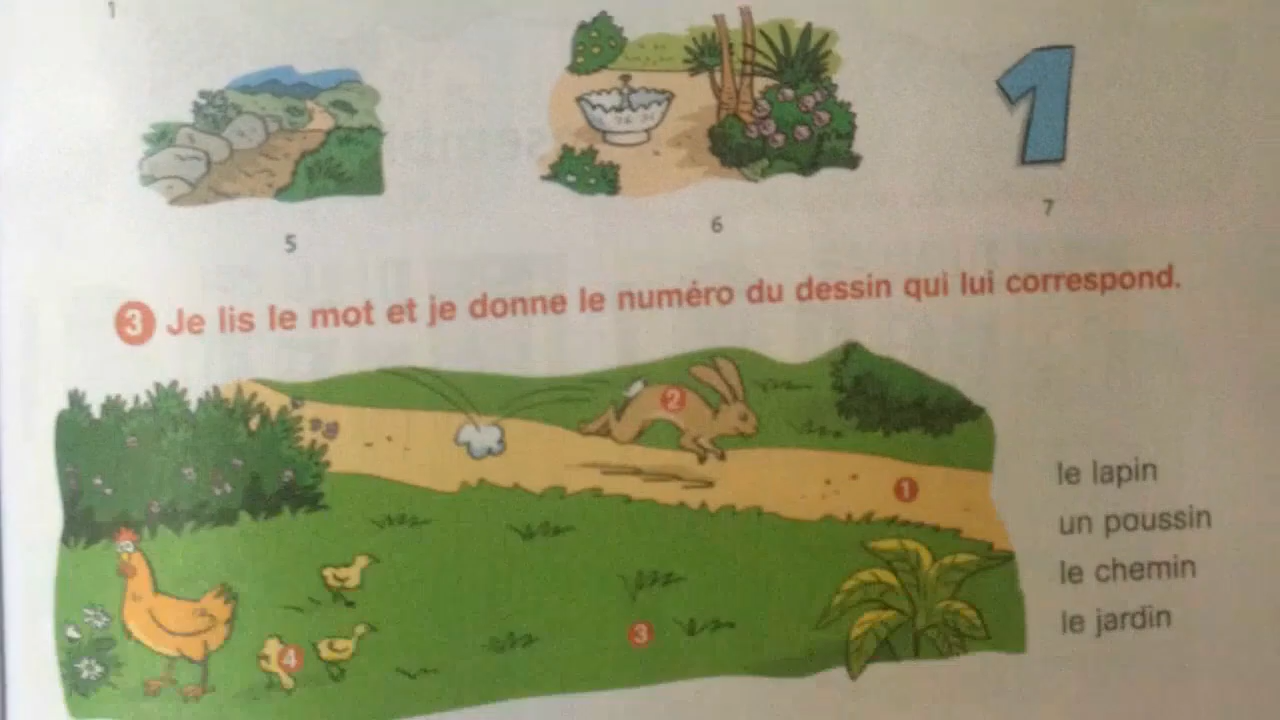 1
1
5
6
7
3 Je lis le mot et je donne le numéro du dessin qui lui correspond.
2
1
3
4
le lapin
un poussin
le chemin
le jardin